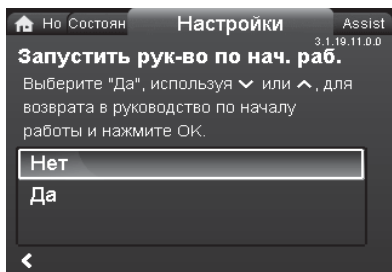 Но Состоян Настройки Assist
3.1.19.11.0.0
Запустить рук-во по нач. раб.
Выберите "Да", используя ⌄ или ⌃, для
возврата в руководство по началу
работы и нажмите OK.
Нет
Да